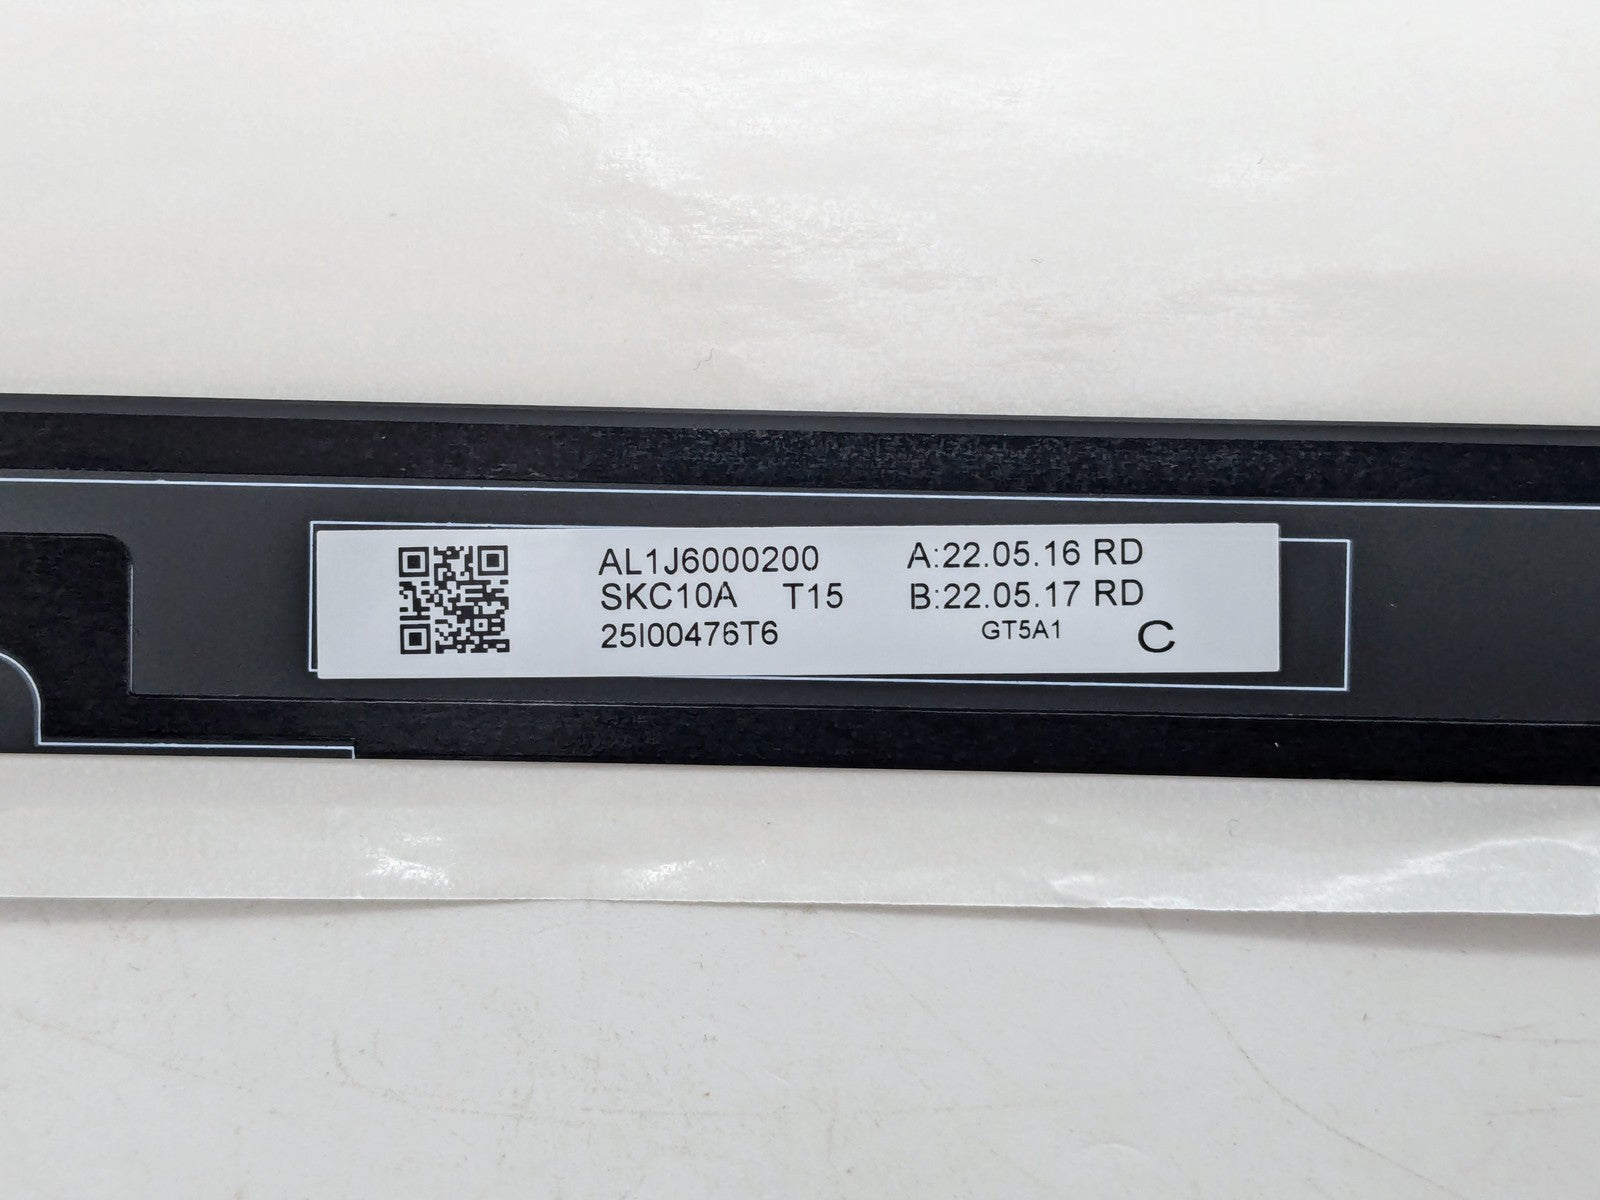 AL1J6000200 A:22.05.16 RD
SKC10A T15 B:22.05.17 RD
25I00476T6 GT5A1 C